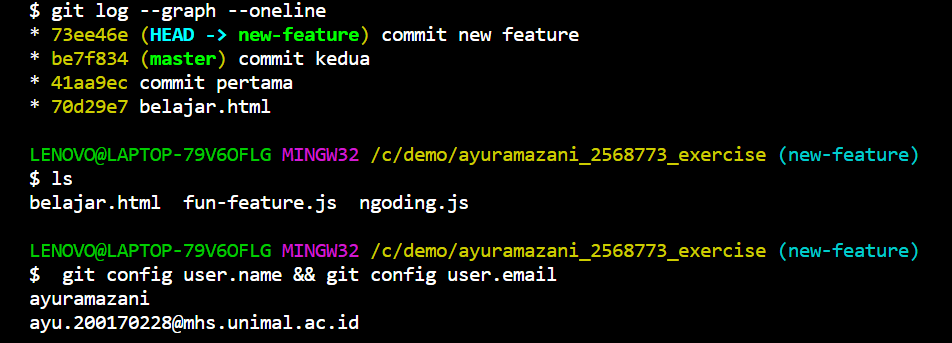 $ git log --graph --oneline
* 73ee46e (HEAD -> new-feature) commit new feature
* be7f834 (master) commit kedua
* 41aa9ec commit pertama
* 70d29e7 belajar.html
LENOVO@LAPTOP-79V6OFLG MINGW32 /c/demo/ayuramazani_2568773_exercise (new-feature)
$ ls
belajar.html  fun-feature.js  ngoding.js
LENOVO@LAPTOP-79V6OFLG MINGW32 /c/demo/ayuramazani_2568773_exercise (new-feature)
$  git config user.name && git config user.email
ayuramazani
ayu.200170228@mhs.unimal.ac.id